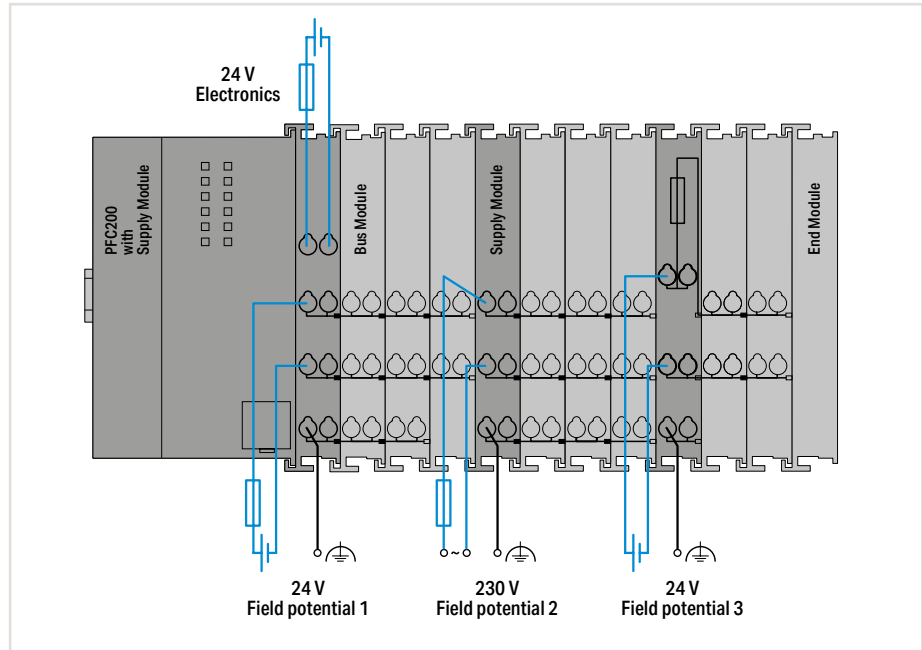 24 V
Electronics
PFC200
with
Supply Module
Bus Module
Supply Module
End Module
~
24 V
Field potential 1
230 V
Field potential 2
24 V
Field potential 3